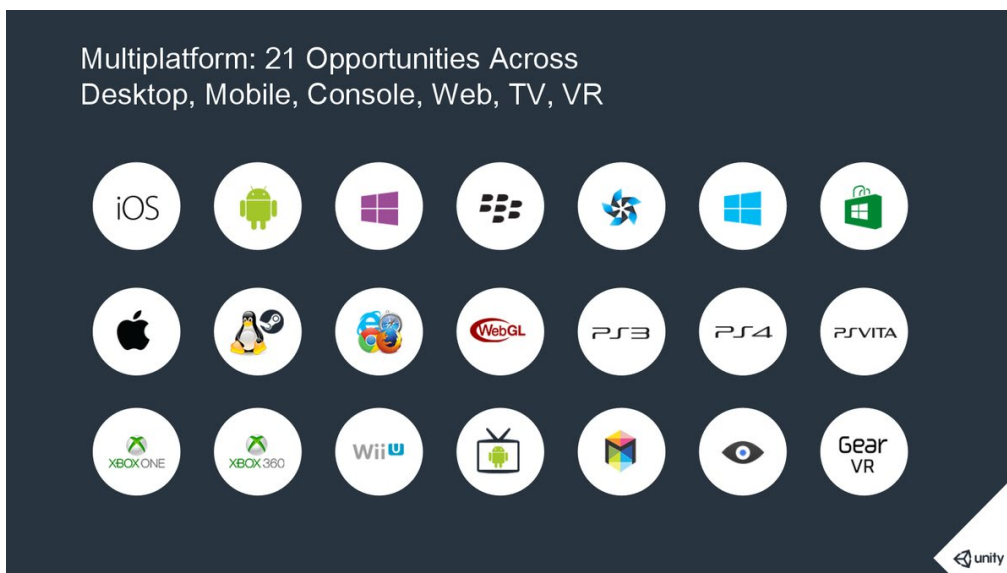 Multiplatform: 21 Opportunities Across
Desktop, Mobile, Console, Web, TV, VR
iOS
WebGL
PS3
PS4
PSVITA
XBOX ONE
XBOX 360
Wii U
Gear
VR
unity